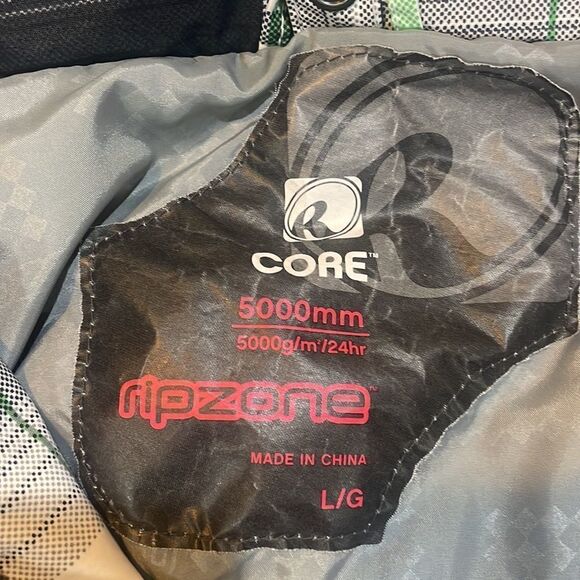 R
CORE™
5000mm
5000g/m²/24hr
ripzone™
MADE IN CHINA
L/G